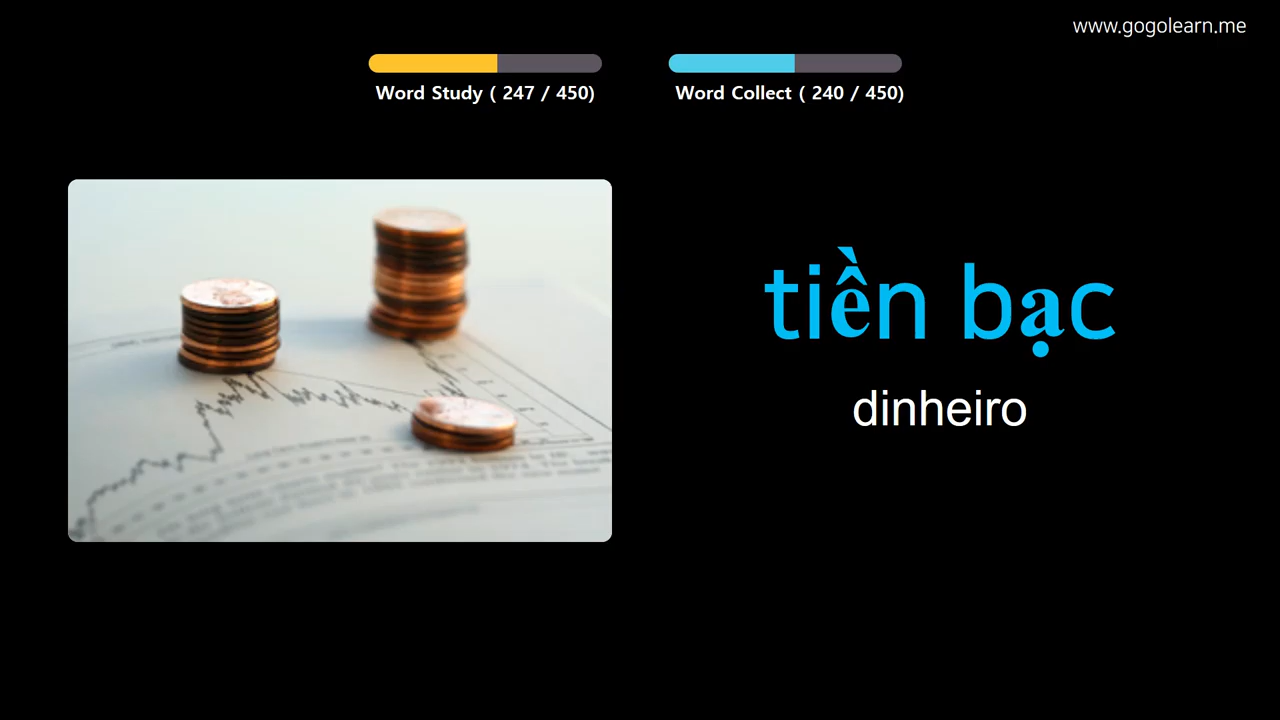 www.gogolearn.me
Word Study ( 247 / 450)
Word Collect ( 240 / 450)
tiền bạc
dinheiro